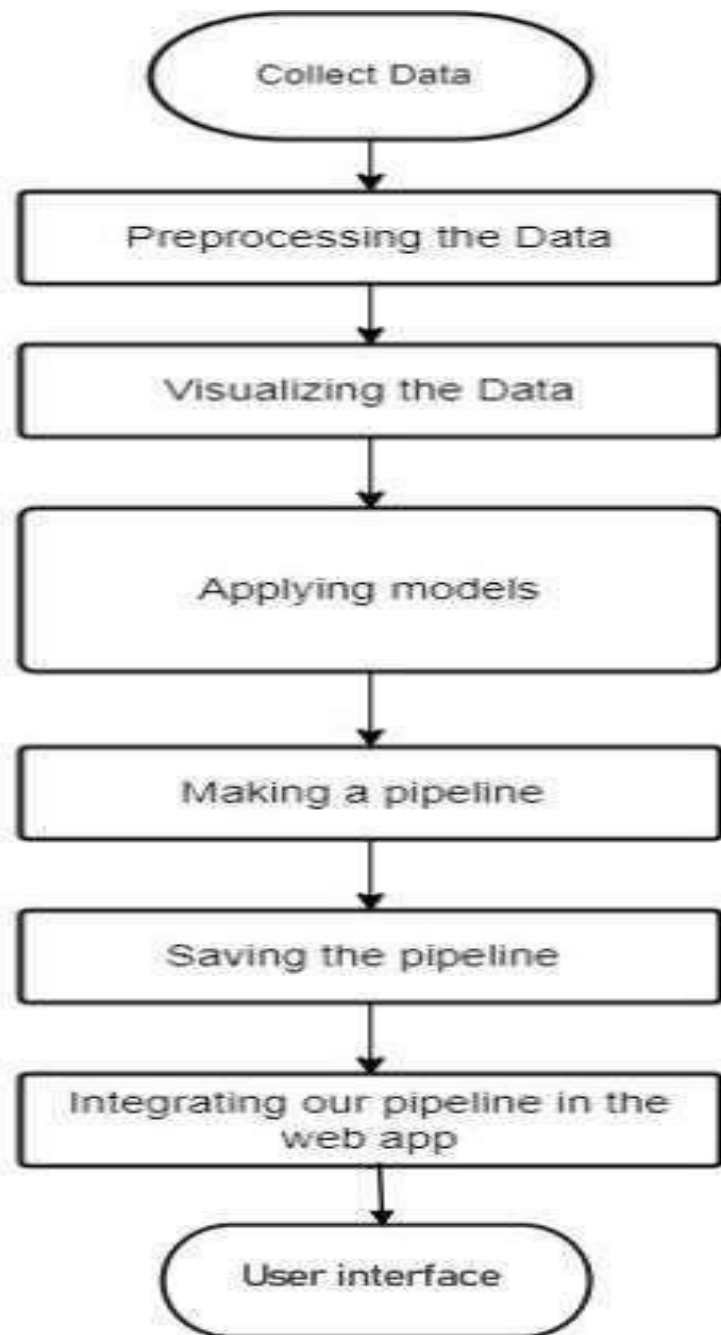 Collect Data
Preprocessing the Data
Visualizing the Data
Applying models
Making a pipeline
Saving the pipeline
Integrating our pipeline in the
web app
User interface